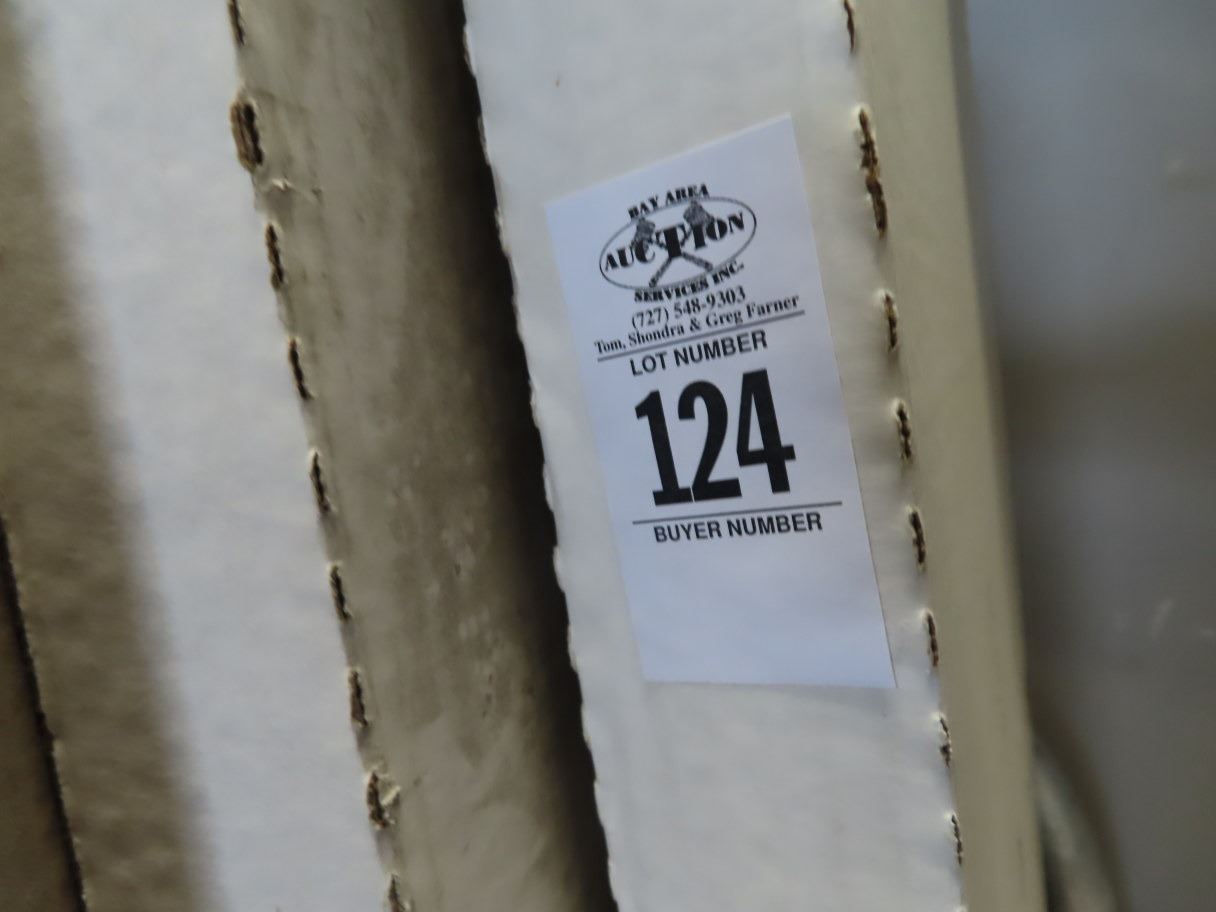 BAY AREA
AUCTION
SERVICES INC.
(727) 548-9303
Tom, Shondra & Greg Farner
LOT NUMBER
124
BUYER NUMBER